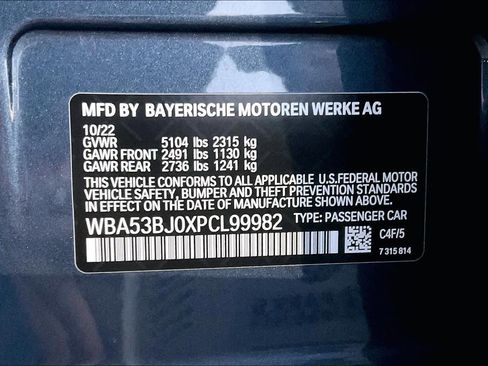 MFD BY BAYERISCHE MOTOREN WERKE AG
10/22
GVWR 5104 lbs 2315 kg
GAWR FRONT 2491 lbs 1130 kg
GAWR REAR 2736 lbs 1241 kg
THIS VEHICLE CONFORMS TO ALL APPLICABLE U.S.FEDERAL MOTOR
VEHICLE SAFETY, BUMPER AND THEFT PREVENTION STANDARDS
IN EFFECT ON THE DATE OF MANUFACTURE SHOWN ABOVE.
WBA53BJ0XPCL99982 TYPE: PASSENGER CAR
C4F/5
7 315 814